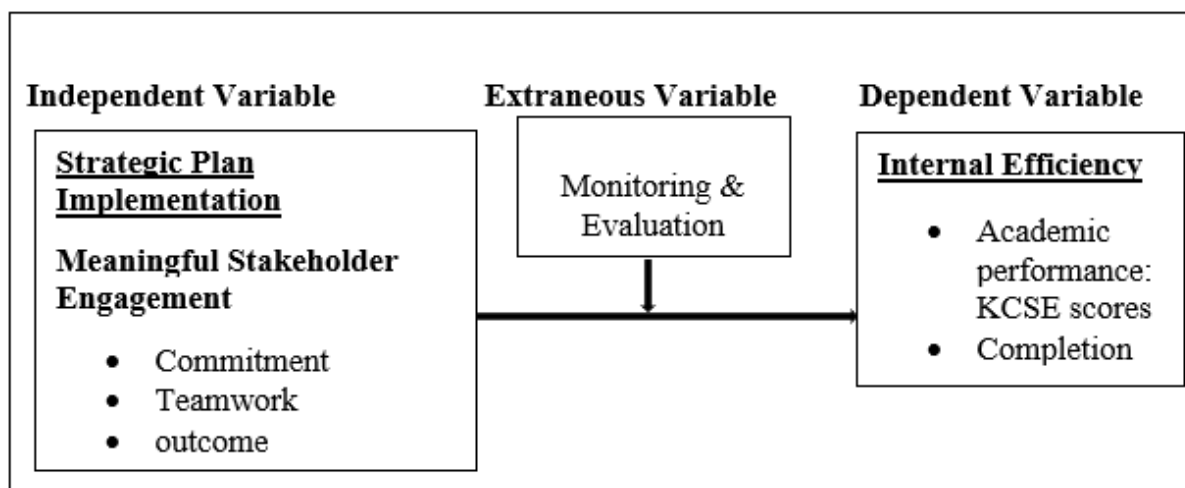 Independent Variable
Extraneous Variable
Dependent Variable
Strategic Plan
Implementation
Meaningful Stakeholder
Engagement
• Commitment
• Teamwork
• outcome
Monitoring &
Evaluation
Internal Efficiency
• Academic
performance:
KCSE scores
• Completion